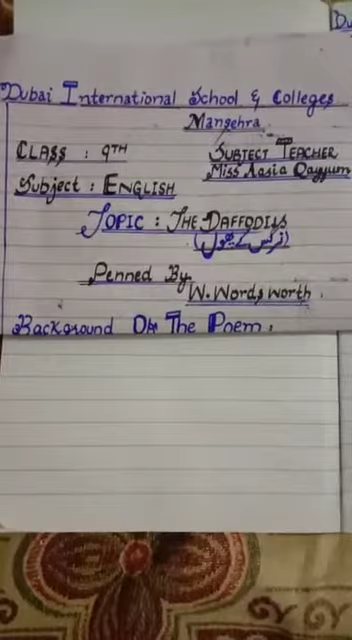 Dubai International School & Colleges
Mansehra.
CLASS : 9TH
SUBJECT TEACHER
Subject : ENGLISH
Miss Aasia Qayyum
TOPIC : THE DAFFODILS
(نرگس کے پھول)
Penned By
W. Wordsworth.
Background Of The Poem.